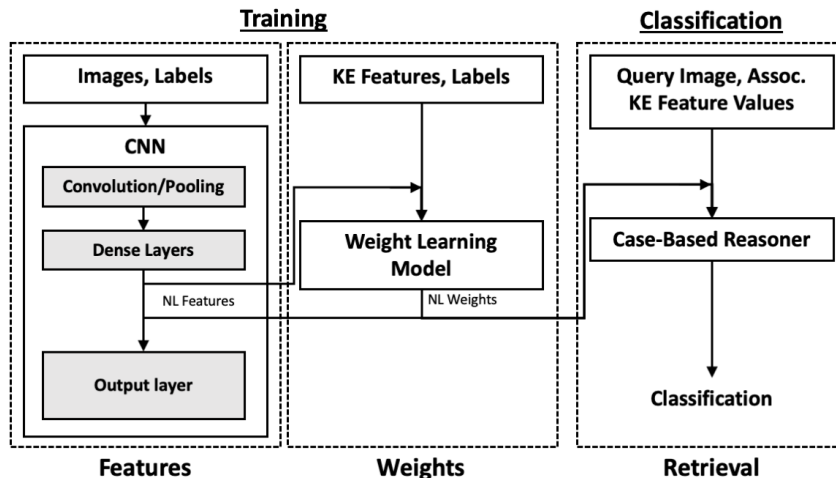 Training
Classification
Images, Labels
KE Features, Labels
Query Image, Assoc.
KE Feature Values
CNN
Convolution/Pooling
Dense Layers
Weight Learning
Model
Case-Based Reasoner
NL Features
NL Weights
Output layer
Classification
Features
Weights
Retrieval